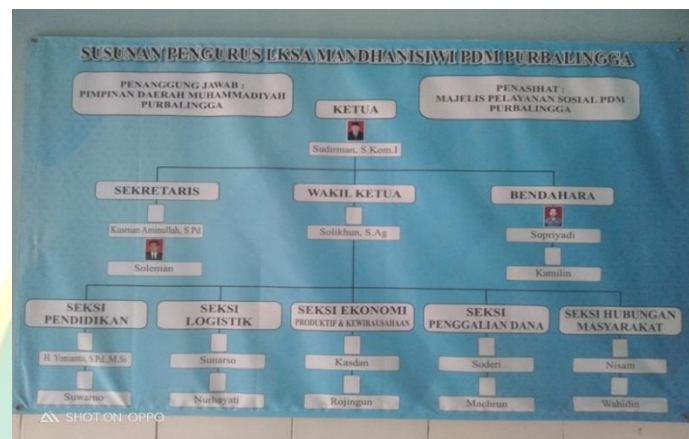 SUSUNAN PENGURUS LKSA MANDHANISIWI PDM PURBALINGGA
PENANGGUNG JAWAB :
PIMPINAN DAERAH MUHAMMADIYAH
PURBALINGGA
PENASIHAT :
MAJELIS PELAYANAN SOSIAL PDM
PURBALINGGA
KETUA
Sudirman, S.Kom.I
SEKRETARIS
Kusman Aminullah, S.Pd
Soleman
WAKIL KETUA
Solikhun, S.Ag
BENDAHARA
Supriyadi
Kamilin
SEKSI
PENDIDIKAN
H. Yomanto, S.Pd.,M.Si
Suwarno
SEKSI
LOGISTIK
Sunarso
Nurhayati
SEKSI EKONOMI
PRODUKTIF & KEWIRAUSAHAAN
Kasdan
Rojingun
SEKSI
PENGGALIAN DANA
Soderi
Machrun
SEKSI HUBUNGAN
MASYARAKAT
Nisam
Wahidin
SHOT ON OPPO